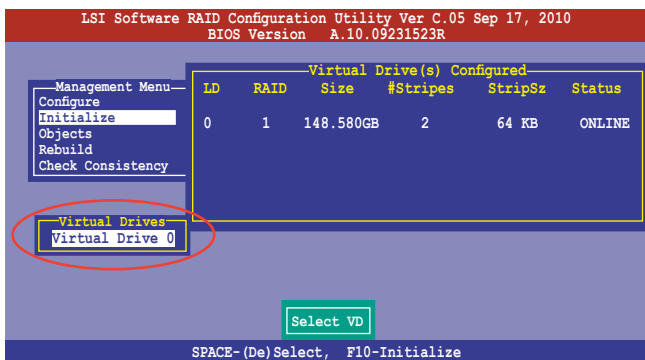 LSI Software RAID Configuration Utility Ver C.05 Sep 17, 2010
BIOS Version A.10.09231523R
Virtual Drive(s) Configured
LD RAID Size #Stripes StripSz Status
0 1 148.580GB 2 64 KB ONLINE
Management Menu
Configure
Initialize
Objects
Rebuild
Check Consistency
Virtual Drives
Virtual Drive 0
Select VD
SPACE-(De)Select, F10-Initialize